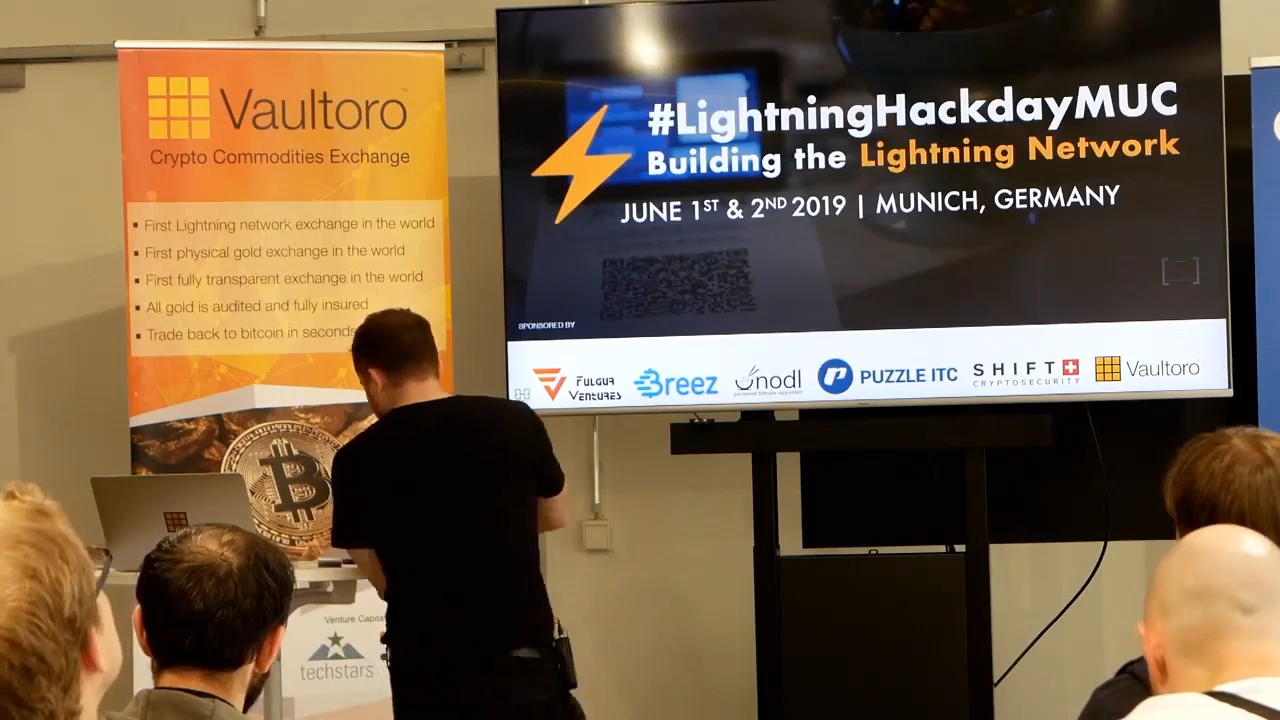 Vaultoro
Crypto Commodities Exchange
▪ First Lightning network exchange in the world
▪ First physical gold exchange in the world
▪ First fully transparent exchange in the world
▪ All gold is audited and fully insured
▪ Trade back to bitcoin in seconds
Venture Capita
techstars
#LightningHackdayMUC
Building the Lightning Network
JUNE 1ST & 2ND 2019 | MUNICH, GERMANY
SPONSORED BY
FULGUR VENTURES
Breez
nodl
PUZZLE ITC
SHIFT
CRYPTOSECURITY
Vaultoro